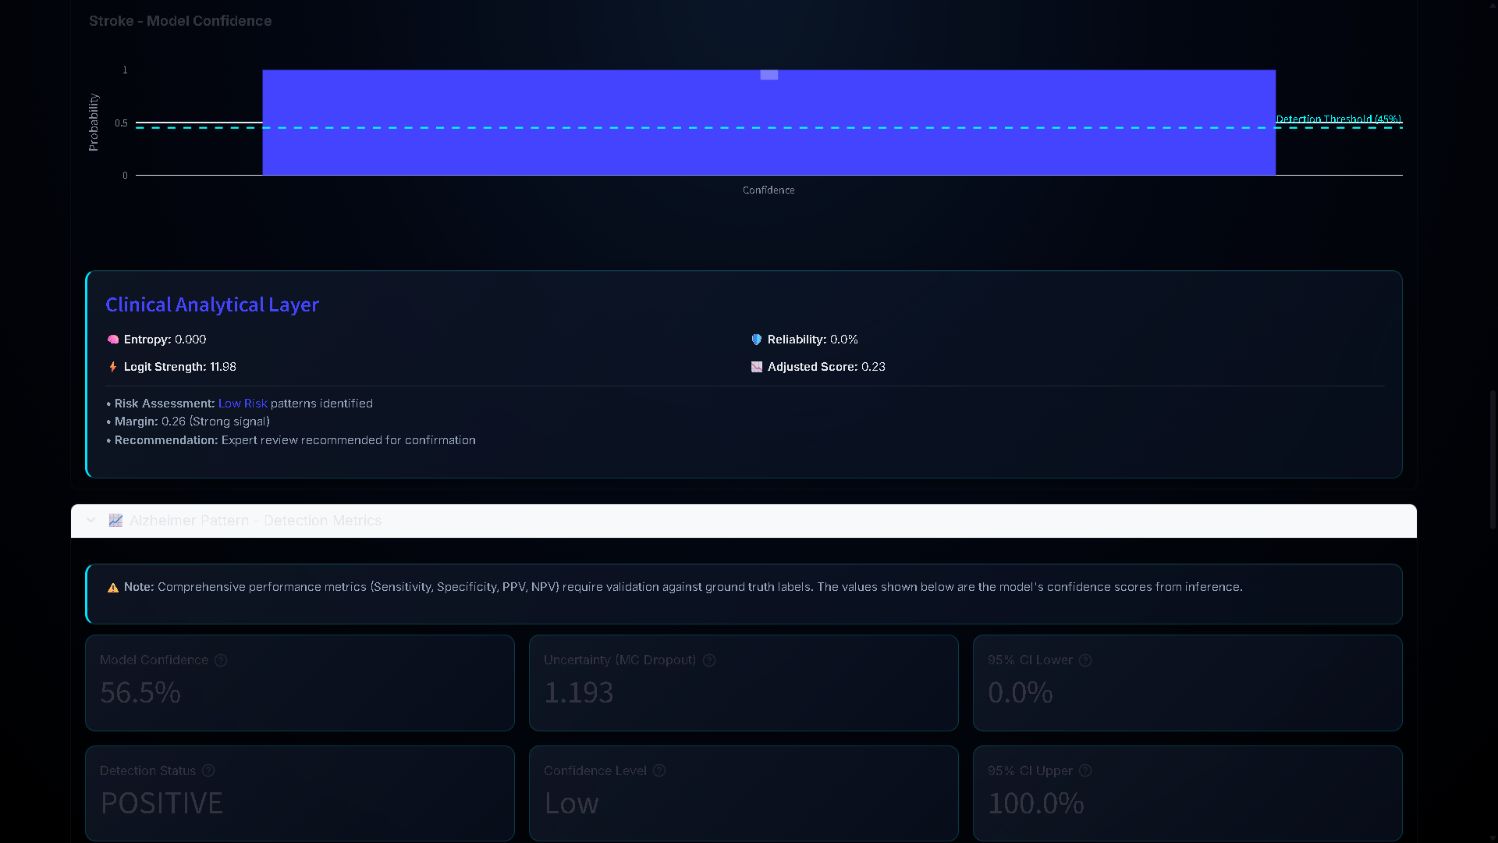 Stroke - Model Confidence
1
0.5
0
Probability
Detection Threshold (45%)
Confidence
Clinical Analytical Layer
Entropy: 0.000
Reliability: 0.0%
Logit Strength: 11.98
Adjusted Score: 0.23
• Risk Assessment: Low Risk patterns identified
• Margin: 0.26 (Strong signal)
• Recommendation: Expert review recommended for confirmation
Alzheimer Pattern - Detection Metrics
Note: Comprehensive performance metrics (Sensitivity, Specificity, PPV, NPV) require validation against ground truth labels. The values shown below are the model's confidence scores from inference.
Model Confidence
56.5%
Uncertainty (MC Dropout)
1.193
95% CI Lower
0.0%
Detection Status
POSITIVE
Confidence Level
Low
95% CI Upper
100.0%